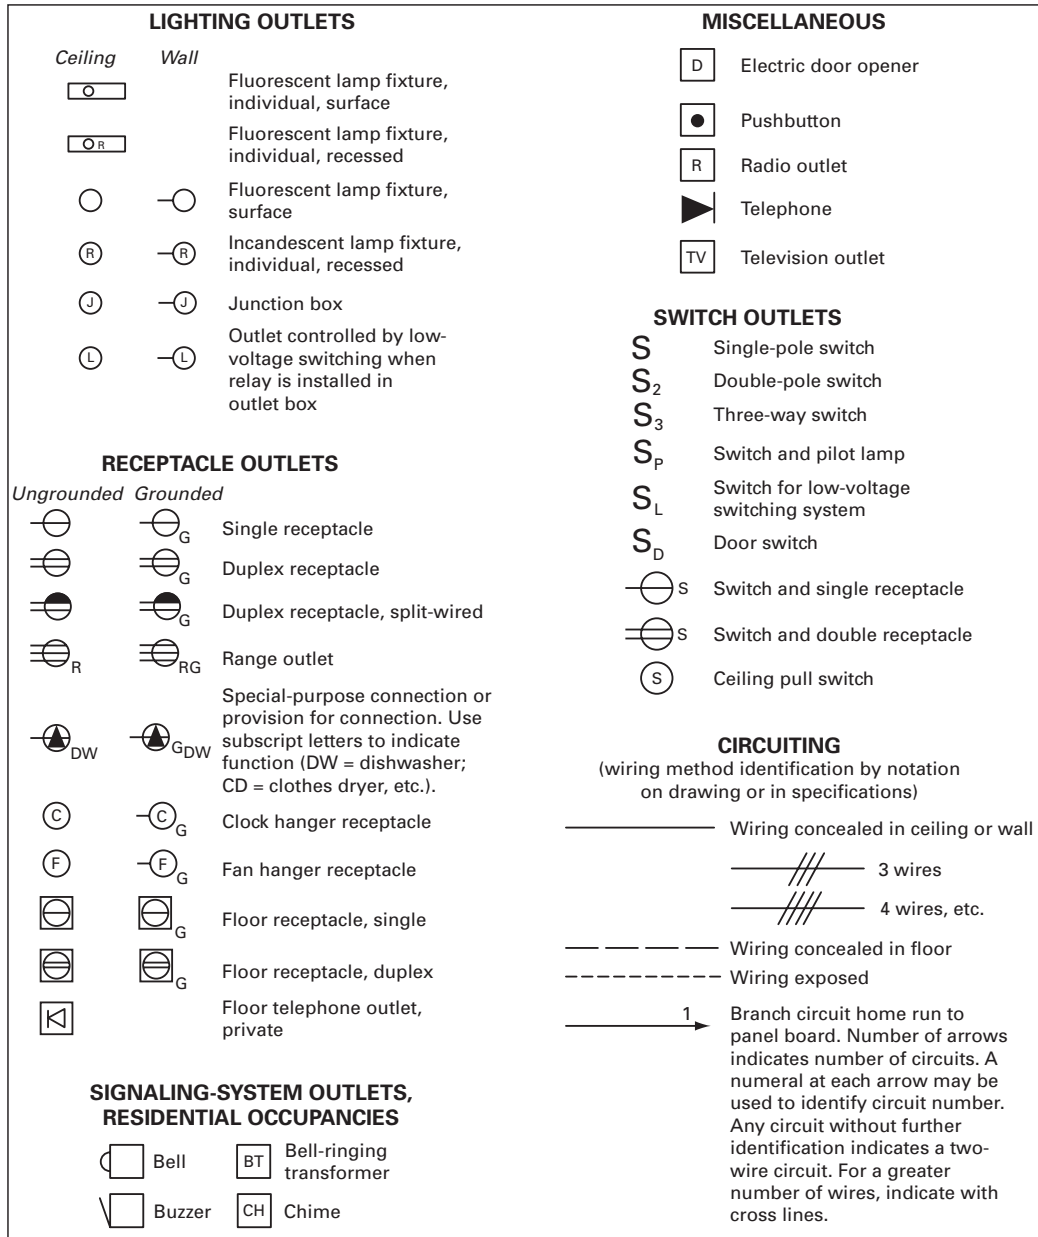 LIGHTING OUTLETS
Ceiling Wall
O
Fluorescent lamp fixture,
individual, surface
O R
Fluorescent lamp fixture,
individual, recessed
Fluorescent lamp fixture,
surface
R R
Incandescent lamp fixture,
individual, recessed
J J Junction box
L L
Outlet controlled by low-
voltage switching when
relay is installed in
outlet box
RECEPTACLE OUTLETS
Ungrounded Grounded
G Single receptacle
G Duplex receptacle
G Duplex receptacle, split-wired
R RG Range outlet
DW GDW
Special-purpose connection or
provision for connection. Use
subscript letters to indicate
function (DW = dishwasher;
CD = clothes dryer, etc.).
C C G Clock hanger receptacle
F F G Fan hanger receptacle
G Floor receptacle, single
G Floor receptacle, duplex
Floor telephone outlet,
private
SIGNALING-SYSTEM OUTLETS,
RESIDENTIAL OCCUPANCIES
Bell
BT Bell-ringing
transformer
Buzzer
CH Chime
MISCELLANEOUS
D Electric door opener
Pushbutton
R Radio outlet
Telephone
TV Television outlet
SWITCH OUTLETS
S Single-pole switch
S2 Double-pole switch
S3 Three-way switch
SP Switch and pilot lamp
SL Switch for low-voltage
switching system
SD Door switch
S Switch and single receptacle
S Switch and double receptacle
S Ceiling pull switch
CIRCUITING
(wiring method identification by notation
on drawing or in specifications)
Wiring concealed in ceiling or wall
3 wires
4 wires, etc.
Wiring concealed in floor
Wiring exposed
1 Branch circuit home run to
panel board. Number of arrows
indicates number of circuits. A
numeral at each arrow may be
used to identify circuit number.
Any circuit without further
identification indicates a two-
wire circuit. For a greater
number of wires, indicate with
cross lines.